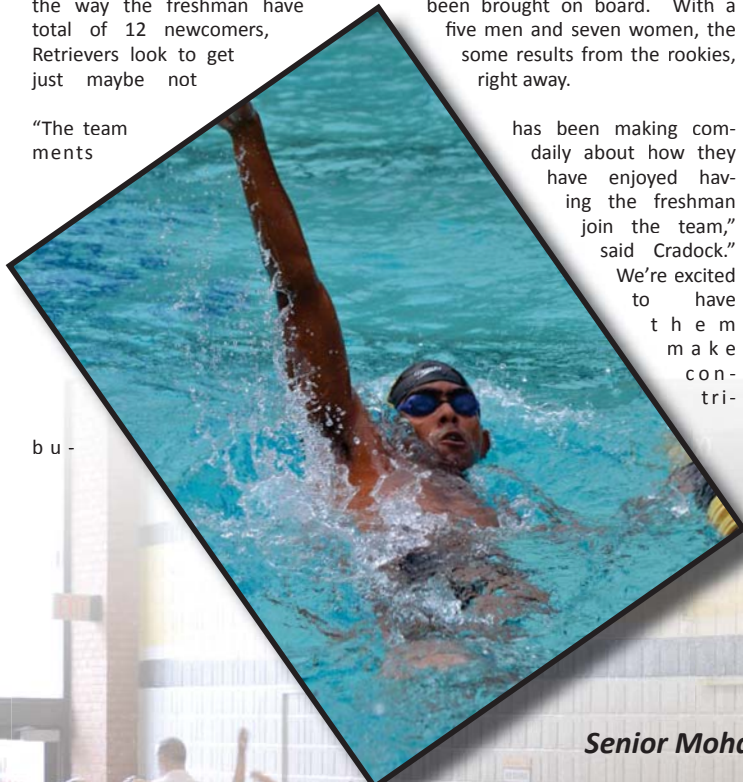 the way the freshman have been brought on board. With a
total of 12 newcomers, five men and seven women, the
Retrievers look to get some results from the rookies,
just maybe not right away.
“The team has been making com-
ments daily about how they
have enjoyed hav-
ing the freshman
join the team,”
said Cradock.”
We’re excited
to have
them
make
con-
tri-
bu-
Senior